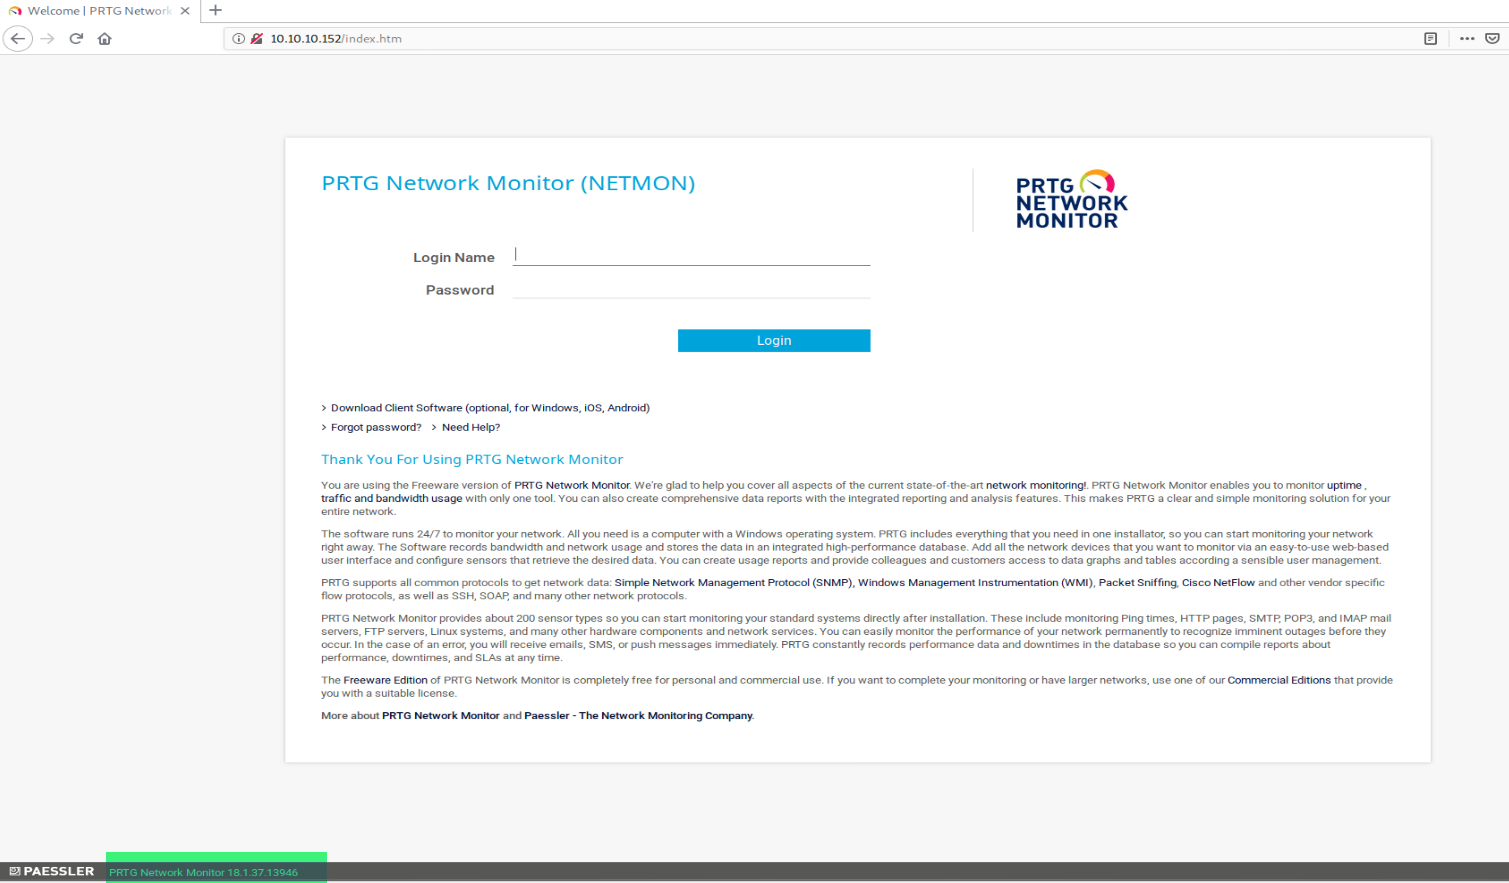 Welcome | PRTG Network
10.10.10.152/index.htm
PRTG Network Monitor (NETMON)
PRTG
NETWORK
MONITOR
Login Name
Password
Login
> Download Client Software (optional, for Windows, iOS, Android)
> Forgot password? > Need Help?
Thank You For Using PRTG Network Monitor
You are using the Freeware version of PRTG Network Monitor. We're glad to help you cover all aspects of the current state-of-the-art network monitoring!. PRTG Network Monitor enables you to monitor uptime ,
traffic and bandwidth usage with only one tool. You can also create comprehensive data reports with the integrated reporting and analysis features. This makes PRTG a clear and simple monitoring solution for your
entire network.
The software runs 24/7 to monitor your network. All you need is a computer with a Windows operating system. PRTG includes everything that you need in one installator, so you can start monitoring your network
right away. The Software records bandwidth and network usage and stores the data in an integrated high-performance database. Add all the network devices that you want to monitor via an easy-to-use web-based
user interface and configure sensors that retrieve the desired data. You can create usage reports and provide colleagues and customers access to data graphs and tables according a sensible user management.
PRTG supports all common protocols to get network data: Simple Network Management Protocol (SNMP), Windows Management Instrumentation (WMI), Packet Sniffing, Cisco NetFlow and other vendor specific
flow protocols, as well as SSH, SOAP, and many other network protocols.
PRTG Network Monitor provides about 200 sensor types so you can start monitoring your standard systems directly after installation. These include monitoring Ping times, HTTP pages, SMTP, POP3, and IMAP mail
servers, FTP servers, Linux systems, and many other hardware components and network services. You can easily monitor the performance of your network permanently to recognize imminent outages before they
occur. In the case of an error, you will receive emails, SMS, or push messages immediately. PRTG constantly records performance data and downtimes in the database so you can compile reports about
performance, downtimes, and SLAs at any time.
The Freeware Edition of PRTG Network Monitor is completely free for personal and commercial use. If you want to complete your monitoring or have larger networks, use one of our Commercial Editions that provide
you with a suitable license.
More about PRTG Network Monitor and Paessler - The Network Monitoring Company.
PAESSLER PRTG Network Monitor 18.1.37.13946